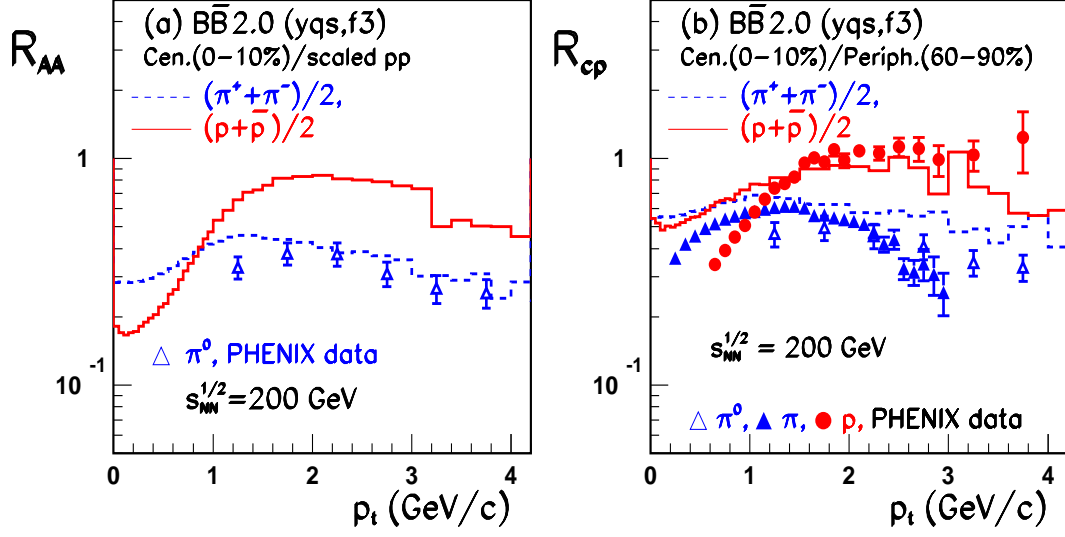 (a) BB̅ 2.0 (yqs,f3)
R_AA
Cen.(0–10%)/scaled pp
(π⁺+π⁻)/2,
(p+p̅)/2
1
10⁻¹
π⁰, PHENIX data
s_NN^1/2=200 GeV
0 1 2 3 4
p_t (GeV/c)
(b) BB̅ 2.0 (yqs,f3)
R_cp
Cen.(0–10%)/Periph.(60–90%)
(π⁺+π⁻)/2,
(p+p̅)/2
1
s_NN^1/2 = 200 GeV
10⁻¹
π⁰, π, p, PHENIX data
0 1 2 3 4
p_t (GeV/c)